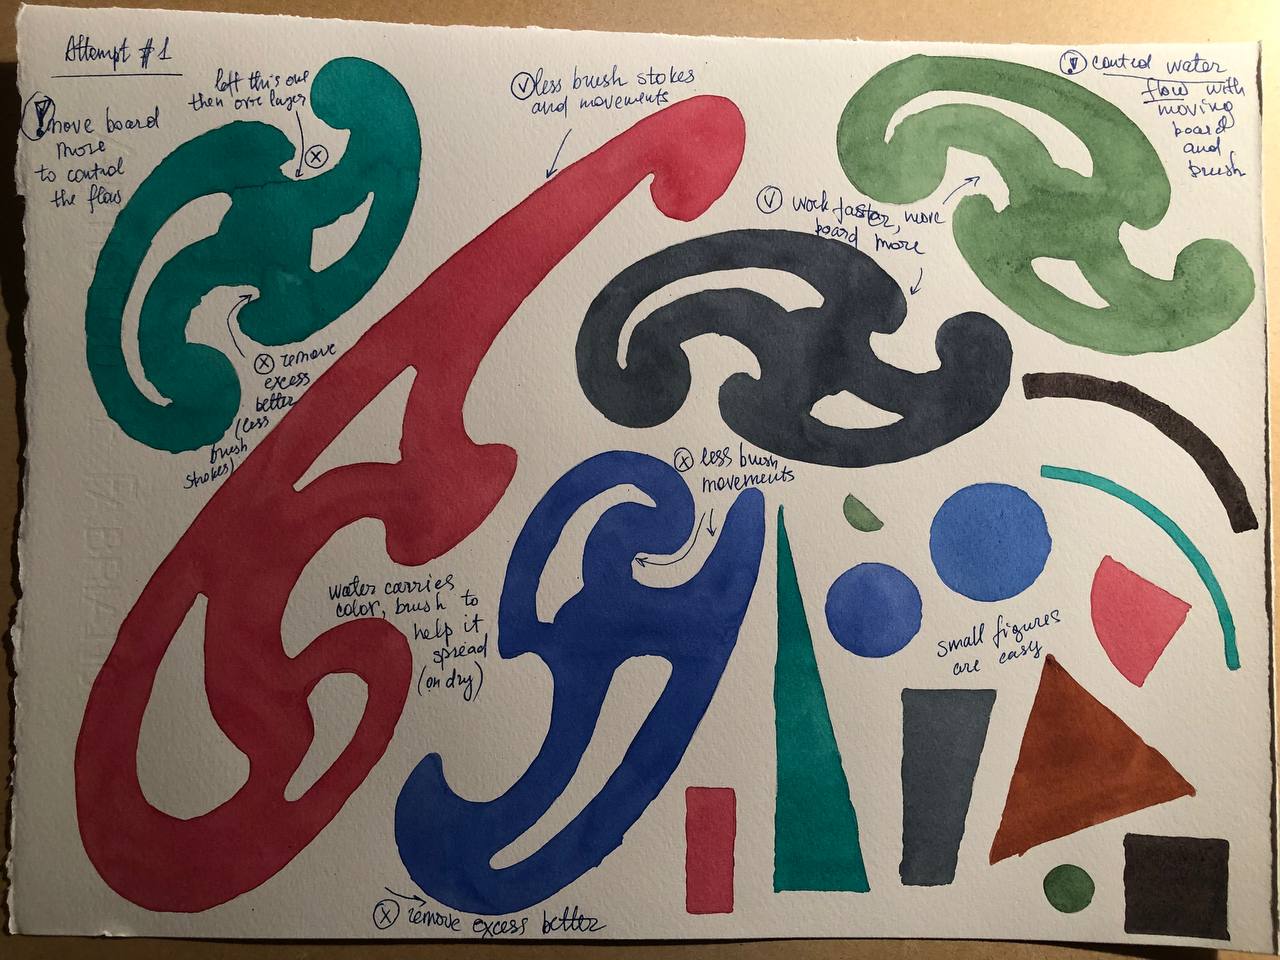 Attempt #1
! move board
more
to control
the flow
left this one
then over layer
x
x remove
excess
better
(less
brush
strokes)
v less brush stokes
and movements
! control water
flow with
moving
board
and
brush
v work faster, move
board more
x less brush
movements
water carries
color, brush to
help it
spread
(on dry)
small figures
are easy
x remove excess better